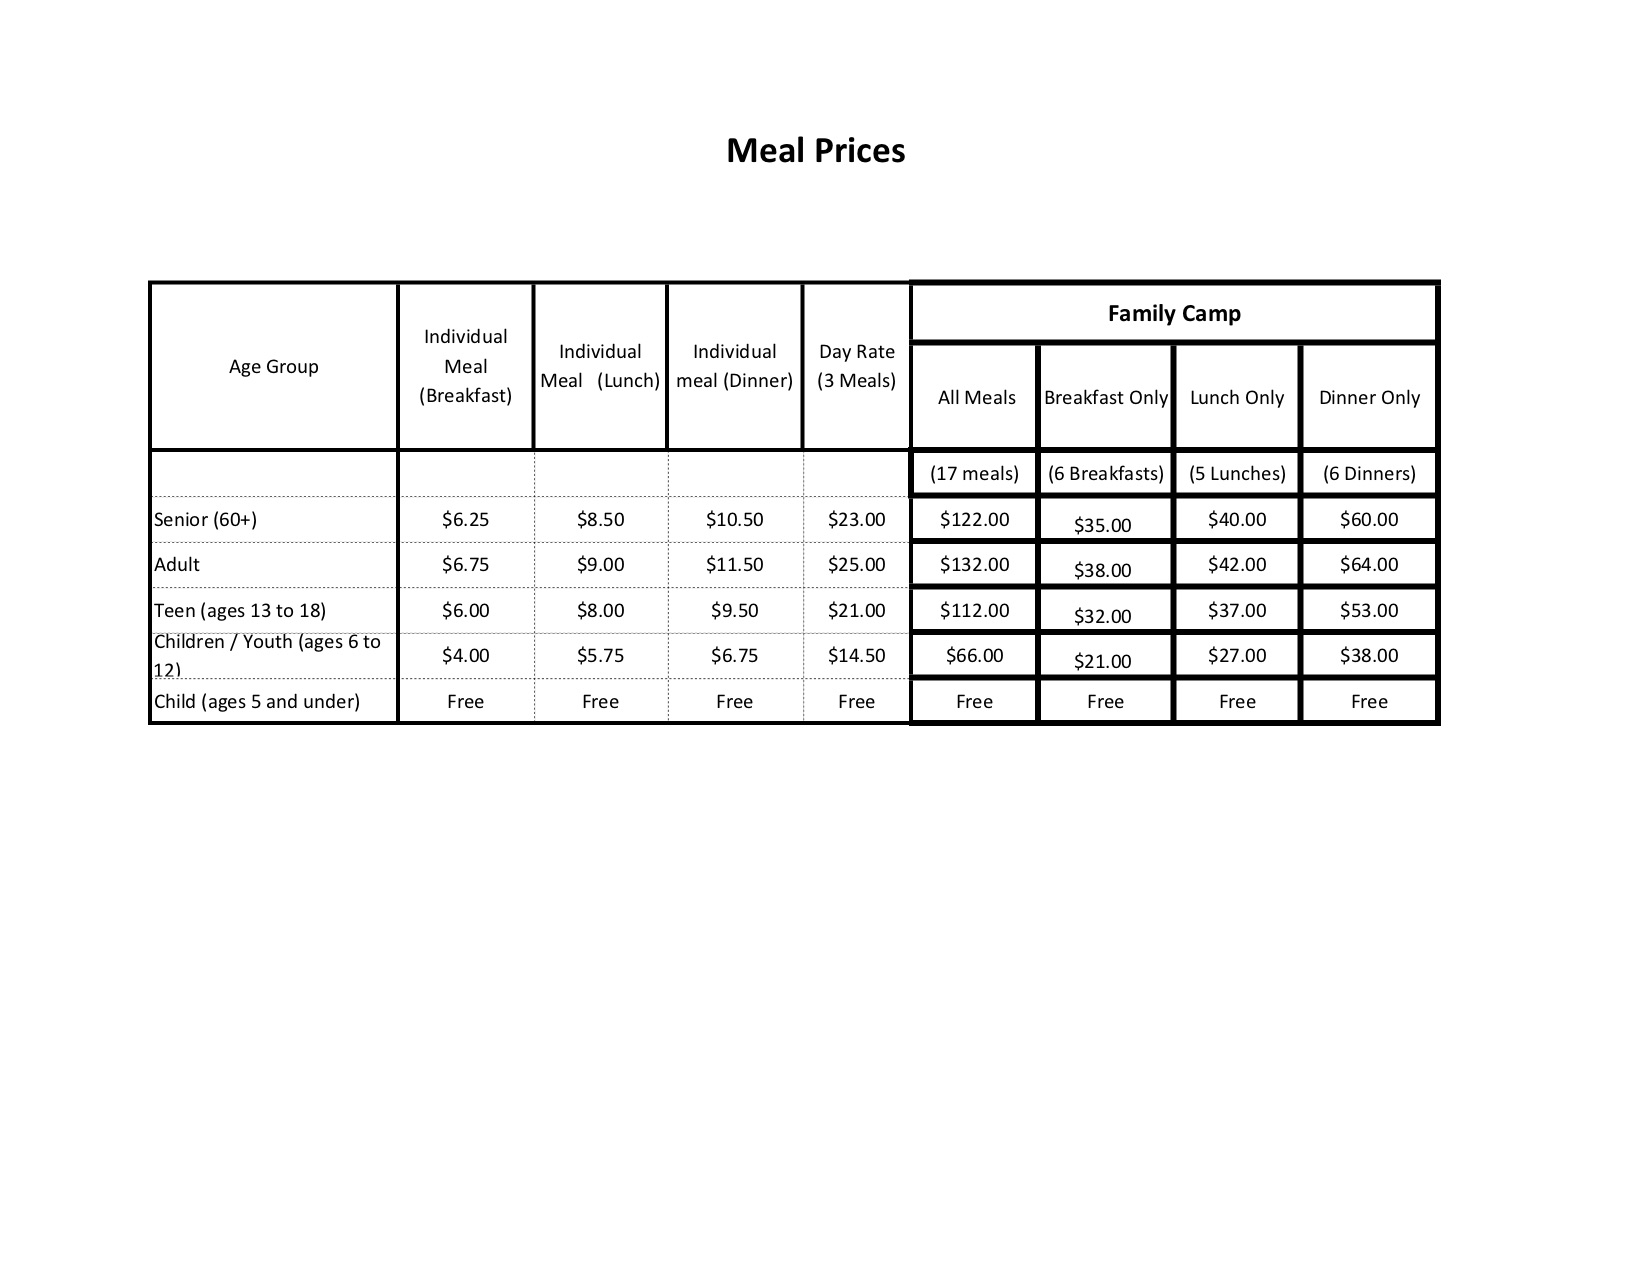 Meal Prices
Family Camp
Age Group
Individual
Meal
(Breakfast)
Individual
Meal (Lunch)
Individual
meal (Dinner)
Day Rate
(3 Meals)
All Meals
Breakfast Only
Lunch Only
Dinner Only
(17 meals) (6 Breakfasts) (5 Lunches) (6 Dinners)
Senior (60+) $6.25 $8.50 $10.50 $23.00 $122.00 $35.00 $40.00 $60.00
Adult $6.75 $9.00 $11.50 $25.00 $132.00 $38.00 $42.00 $64.00
Teen (ages 13 to 18) $6.00 $8.00 $9.50 $21.00 $112.00 $32.00 $37.00 $53.00
Children / Youth (ages 6 to
12) $4.00 $5.75 $6.75 $14.50 $66.00 $21.00 $27.00 $38.00
Child (ages 5 and under) Free Free Free Free Free Free Free Free